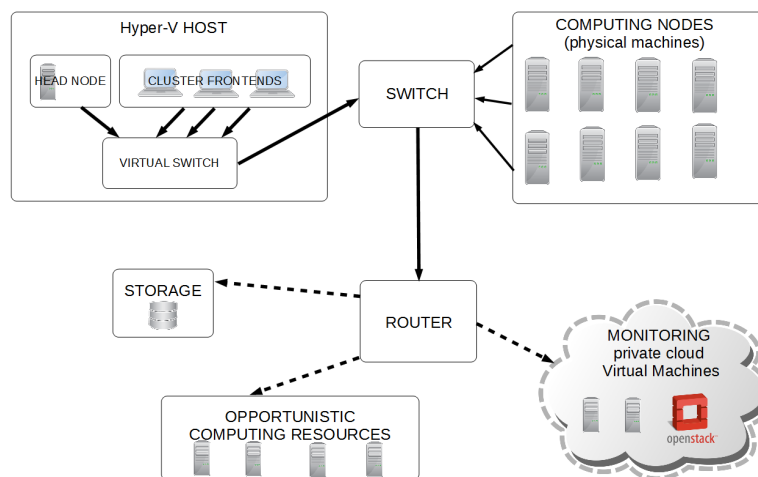 Hyper-V HOST
HEAD NODE
CLUSTER FRONTENDS
VIRTUAL SWITCH
SWITCH
COMPUTING NODES
(physical machines)
STORAGE
ROUTER
MONITORING
private cloud
Virtual Machines
openstack
OPPORTUNISTIC
COMPUTING RESOURCES